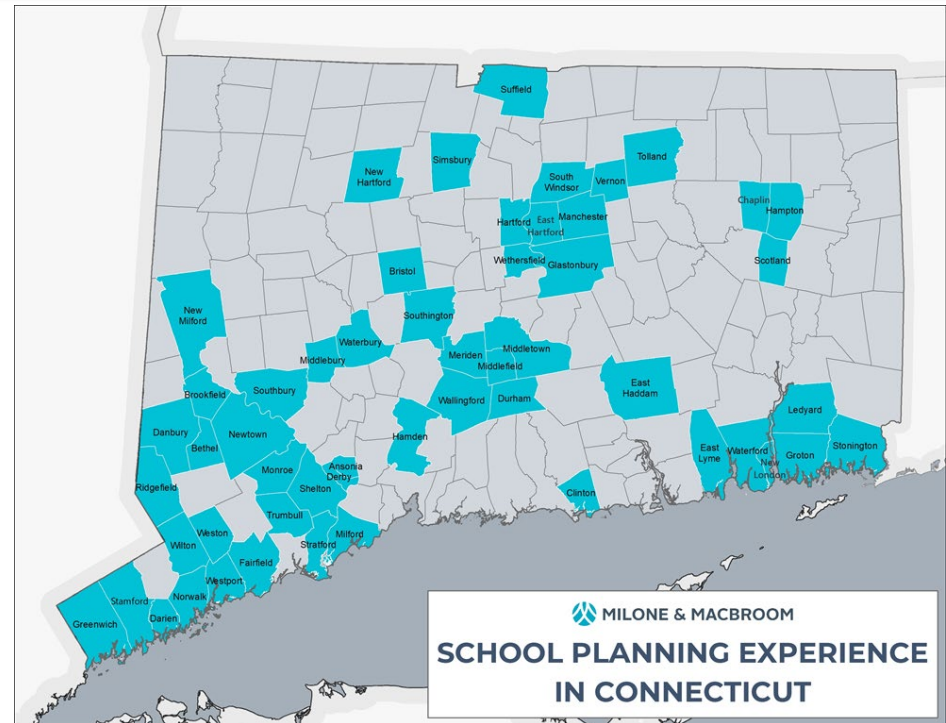 Suffield
Simsbury
Tolland
New
Hartford
South
Windsor
Vernon
Chaplin
Hampton
Hartford
East
Hartford
Manchester
Wethersfield
Glastonbury
Scotland
Bristol
New
Milford
Southington
Waterbury
Middlebury
Meriden
Middletown
Middlefield
Brookfield
Southbury
Wallingford
Durham
East
Haddam
Ledyard
Danbury
Bethel
Newtown
Hamden
East
Lyme
Waterford
New
London
Groton
Stonington
Monroe
Ansonia
Derby
Shelton
Ridgefield
Clinton
Trumbull
Wilton
Weston
Stratford
Milford
Fairfield
Westport
Norwalk
Stamford
Darien
Greenwich
MILONE & MACBROOM
SCHOOL PLANNING EXPERIENCE
IN CONNECTICUT